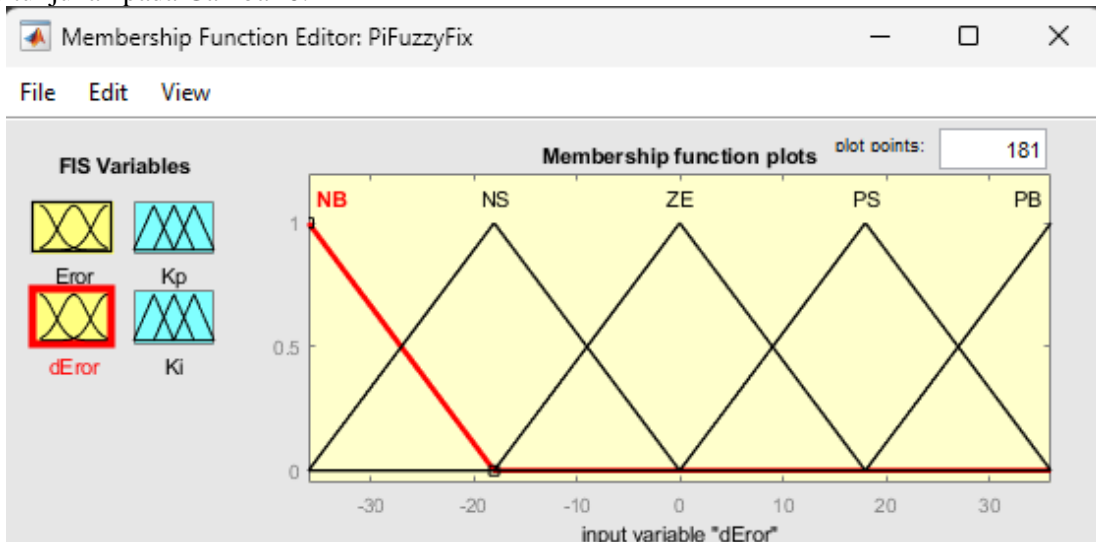 pada Gambar
Membership Function Editor: PiFuzzyFix
File Edit View
FIS Variables
Membership function plots
plot points:
181
Eror
Kp
dEror
Ki
NB
NS
ZE
PS
PB
1
0.5
0
-30
-20
-10
0
10
20
30
input variable "dEror"